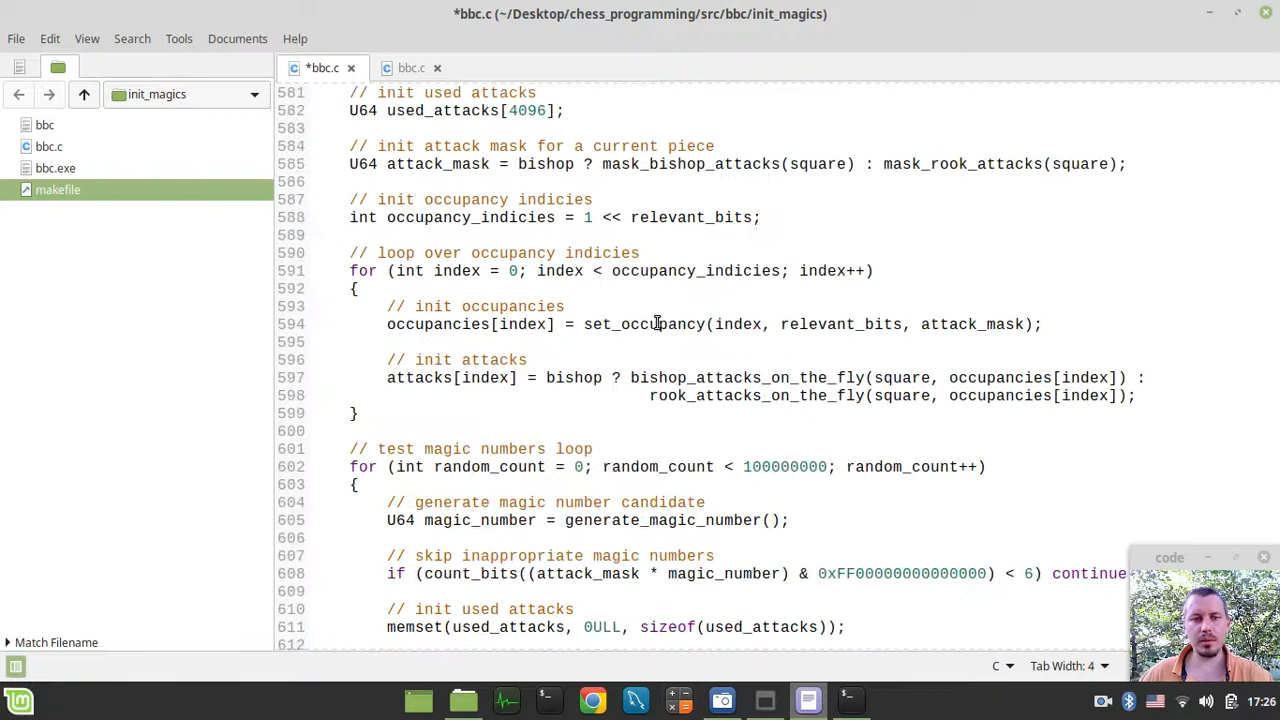 *bbc.c (~/Desktop/chess_programming/src/bbc/init_magics)
File Edit View Search Tools Documents Help
*bbc.c
bbc.c
init_magics
bbc
bbc.c
bbc.exe
makefile
Match Filename
581 // init used attacks
582 U64 used_attacks[4096];
583
584 // init attack mask for a current piece
585 U64 attack_mask = bishop ? mask_bishop_attacks(square) : mask_rook_attacks(square);
586
587 // init occupancy indicies
588 int occupancy_indicies = 1 << relevant_bits;
589
590 // loop over occupancy indicies
591 for (int index = 0; index < occupancy_indicies; index++)
592 {
593 // init occupancies
594 occupancies[index] = set_occupancy(index, relevant_bits, attack_mask);
595
596 // init attacks
597 attacks[index] = bishop ? bishop_attacks_on_the_fly(square, occupancies[index]) :
598 rook_attacks_on_the_fly(square, occupancies[index]);
599 }
600
601 // test magic numbers loop
602 for (int random_count = 0; random_count < 100000000; random_count++)
603 {
604 // generate magic number candidate
605 U64 magic_number = generate_magic_number();
606
607 // skip inappropriate magic numbers
608 if (count_bits((attack_mask * magic_number) & 0xFF00000000000000) < 6) continue
609
610 // init used attacks
611 memset(used_attacks, 0ULL, sizeof(used_attacks));
612
code
C Tab Width: 4
17:26